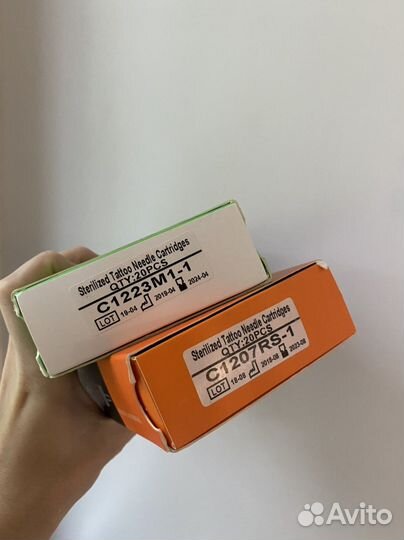 Sterilized Tattoo Needle Cartridges
QTY:20PCS
C1223M1-1
LOT 19-04 2019-04 2024-04
Sterilized Tattoo Needle Cartridges
QTY:20PCS
C1207RS-1
LOT 18-08 2018-08 2023-08
Avito